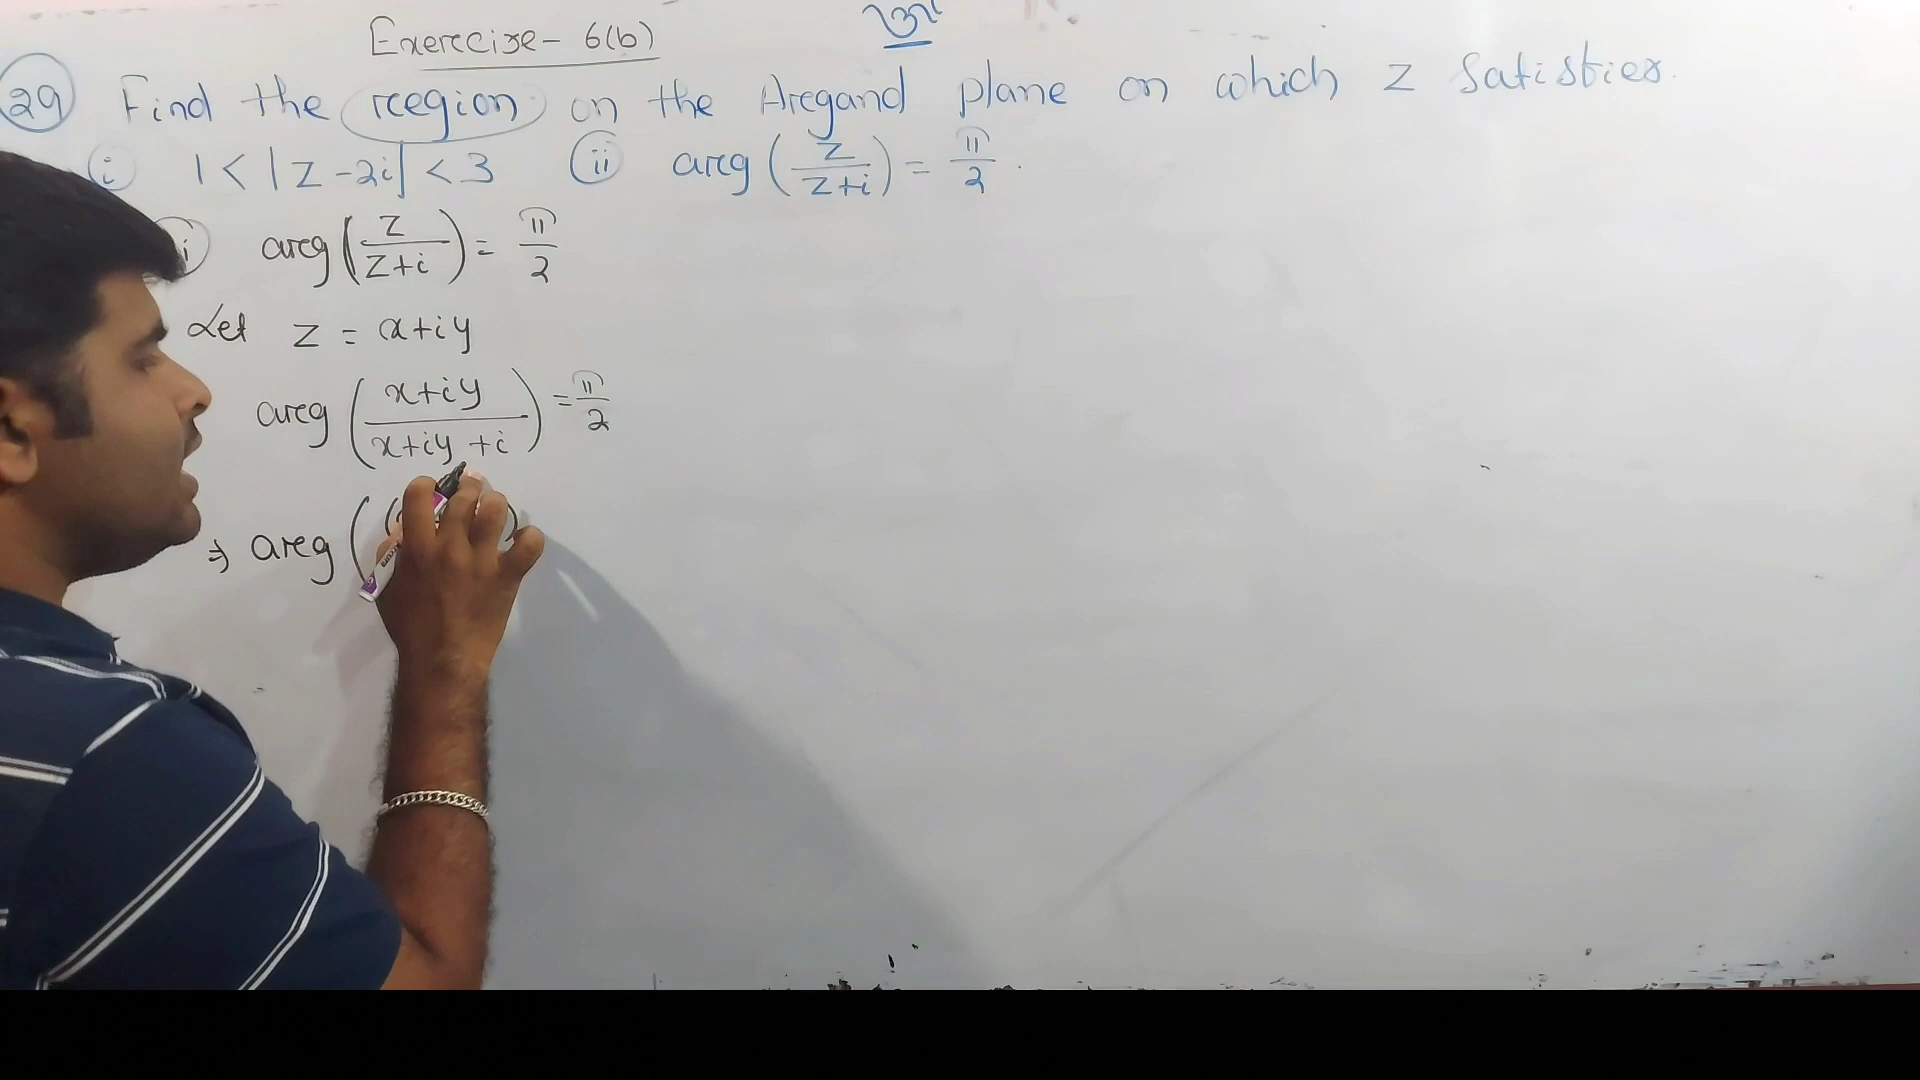 Exercise - 6(b)
29 Find the region on the Argand plane on which z satisfies.
(i) 1 < |z - 2i| < 3 (ii) arg (z/(z+i)) = π/2.
i) arg (z/(z+i)) = π/2
Let z = x+iy
arg ((x+iy)/(x+iy+i)) = π/2
⇒ arg ((